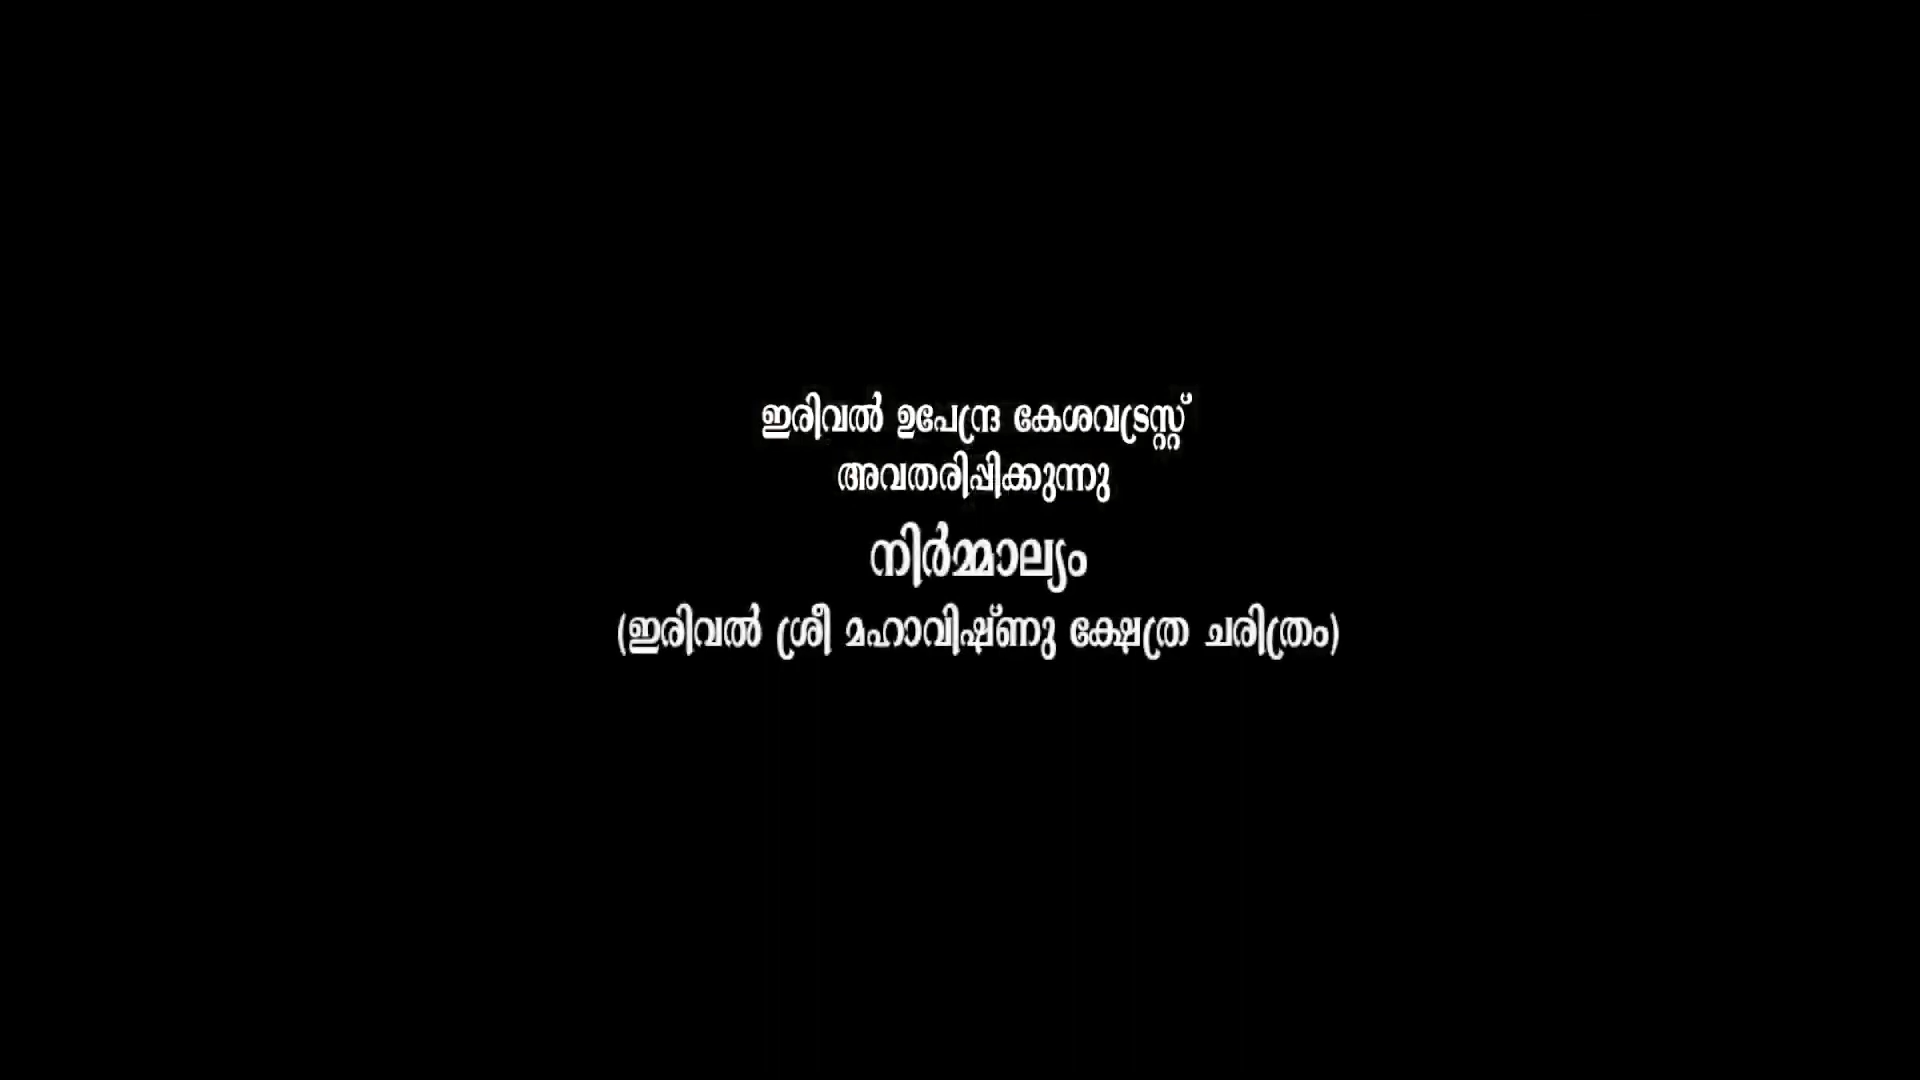 ഇരിവൽ ഉപേന്ദ്ര കേശവട്രസ്റ്റ്
അവതരിപ്പിക്കുന്നു
നിർമ്മാല്യം
(ഇരിവൽ ശ്രീ മഹാവിഷ്ണു ക്ഷേത്ര ചരിത്രം)